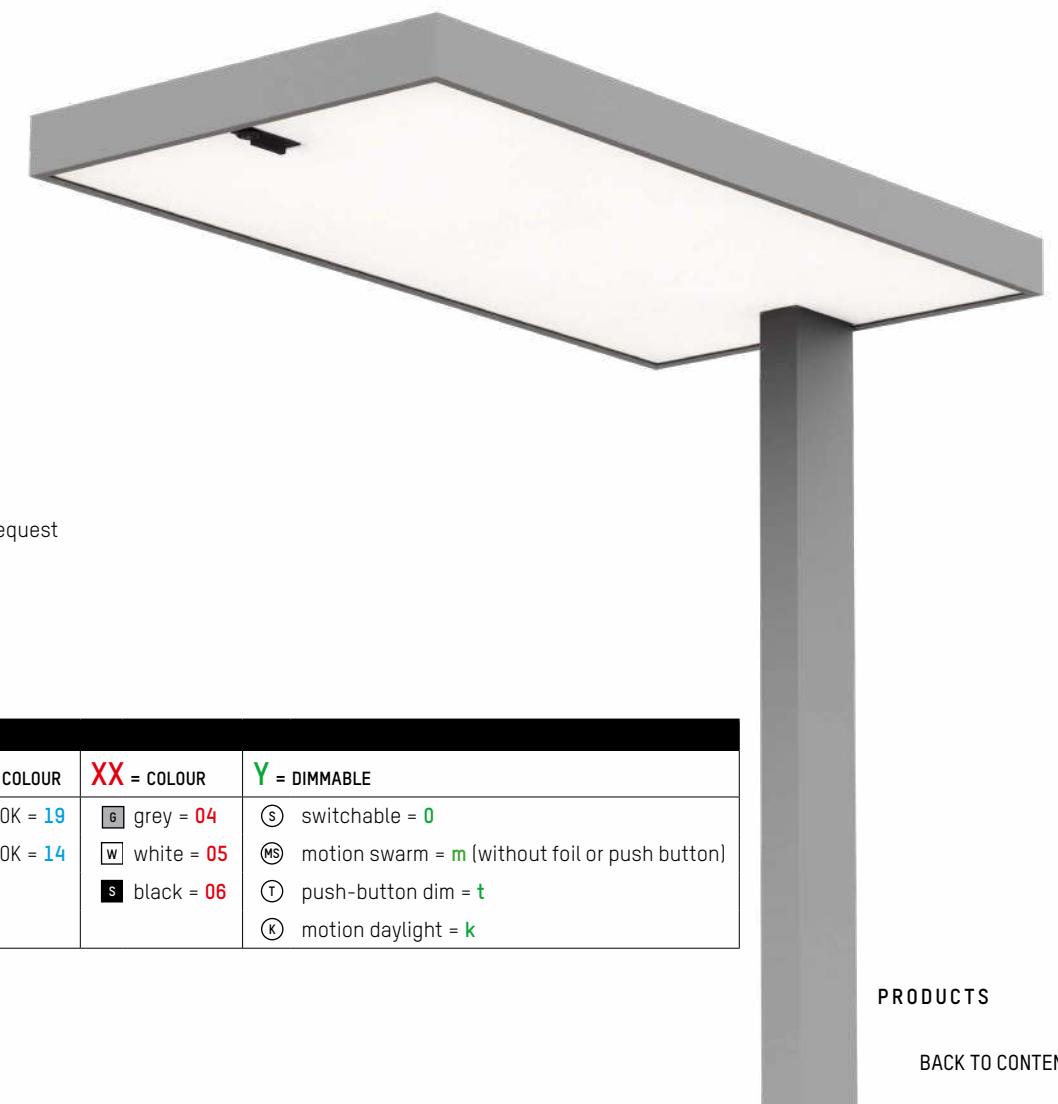 equest
COLOUR XX = COLOUR Y = DIMMABLE
0K = 19 G grey = 04 S switchable = 0
0K = 14 W white = 05 MS motion swarm = m (without foil or push button)
S black = 06 T push-button dim = t
K motion daylight = k
PRODUCTS
BACK TO CONTEN